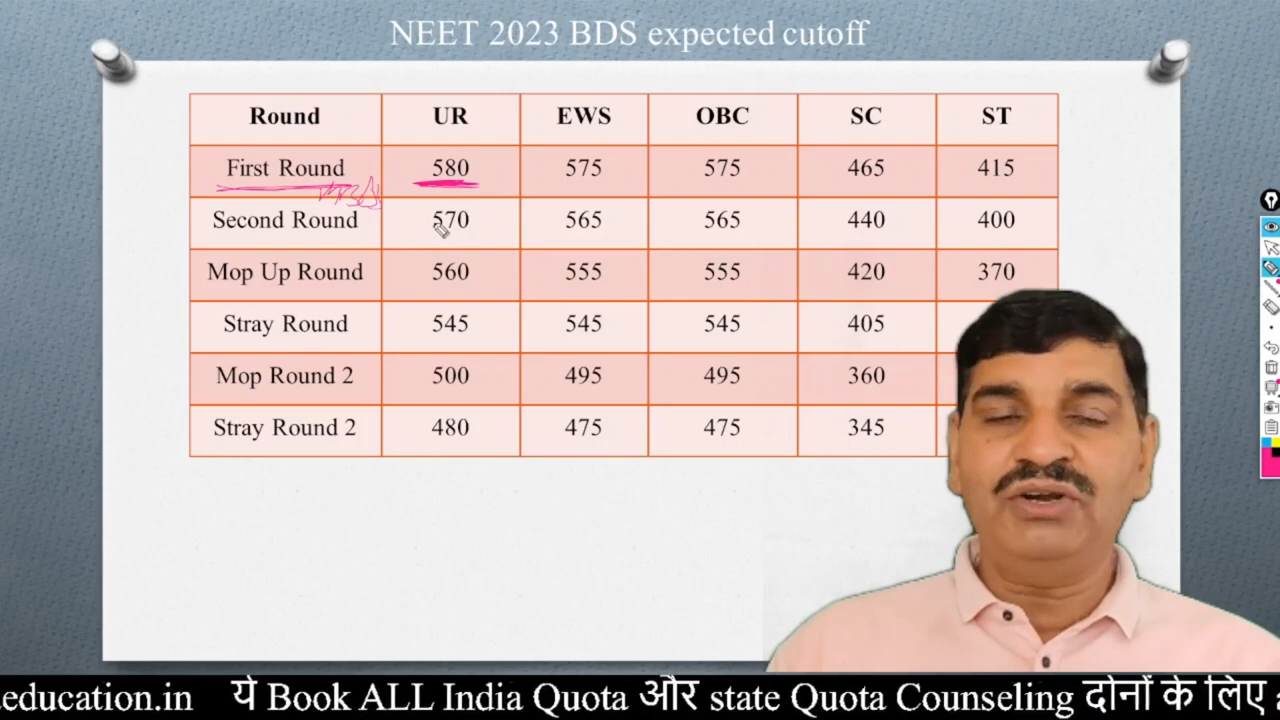 NEET 2023 BDS expected cutoff
Round UR EWS OBC SC ST
First Round 580 575 575 465 415
Second Round 570 565 565 440 400
Mop Up Round 560 555 555 420 370
Stray Round 545 545 545 405
Mop Round 2 500 495 495 360
Stray Round 2 480 475 475 345
.education.in ये Book ALL India Quota और state Quota Counseling दोनों के लिए